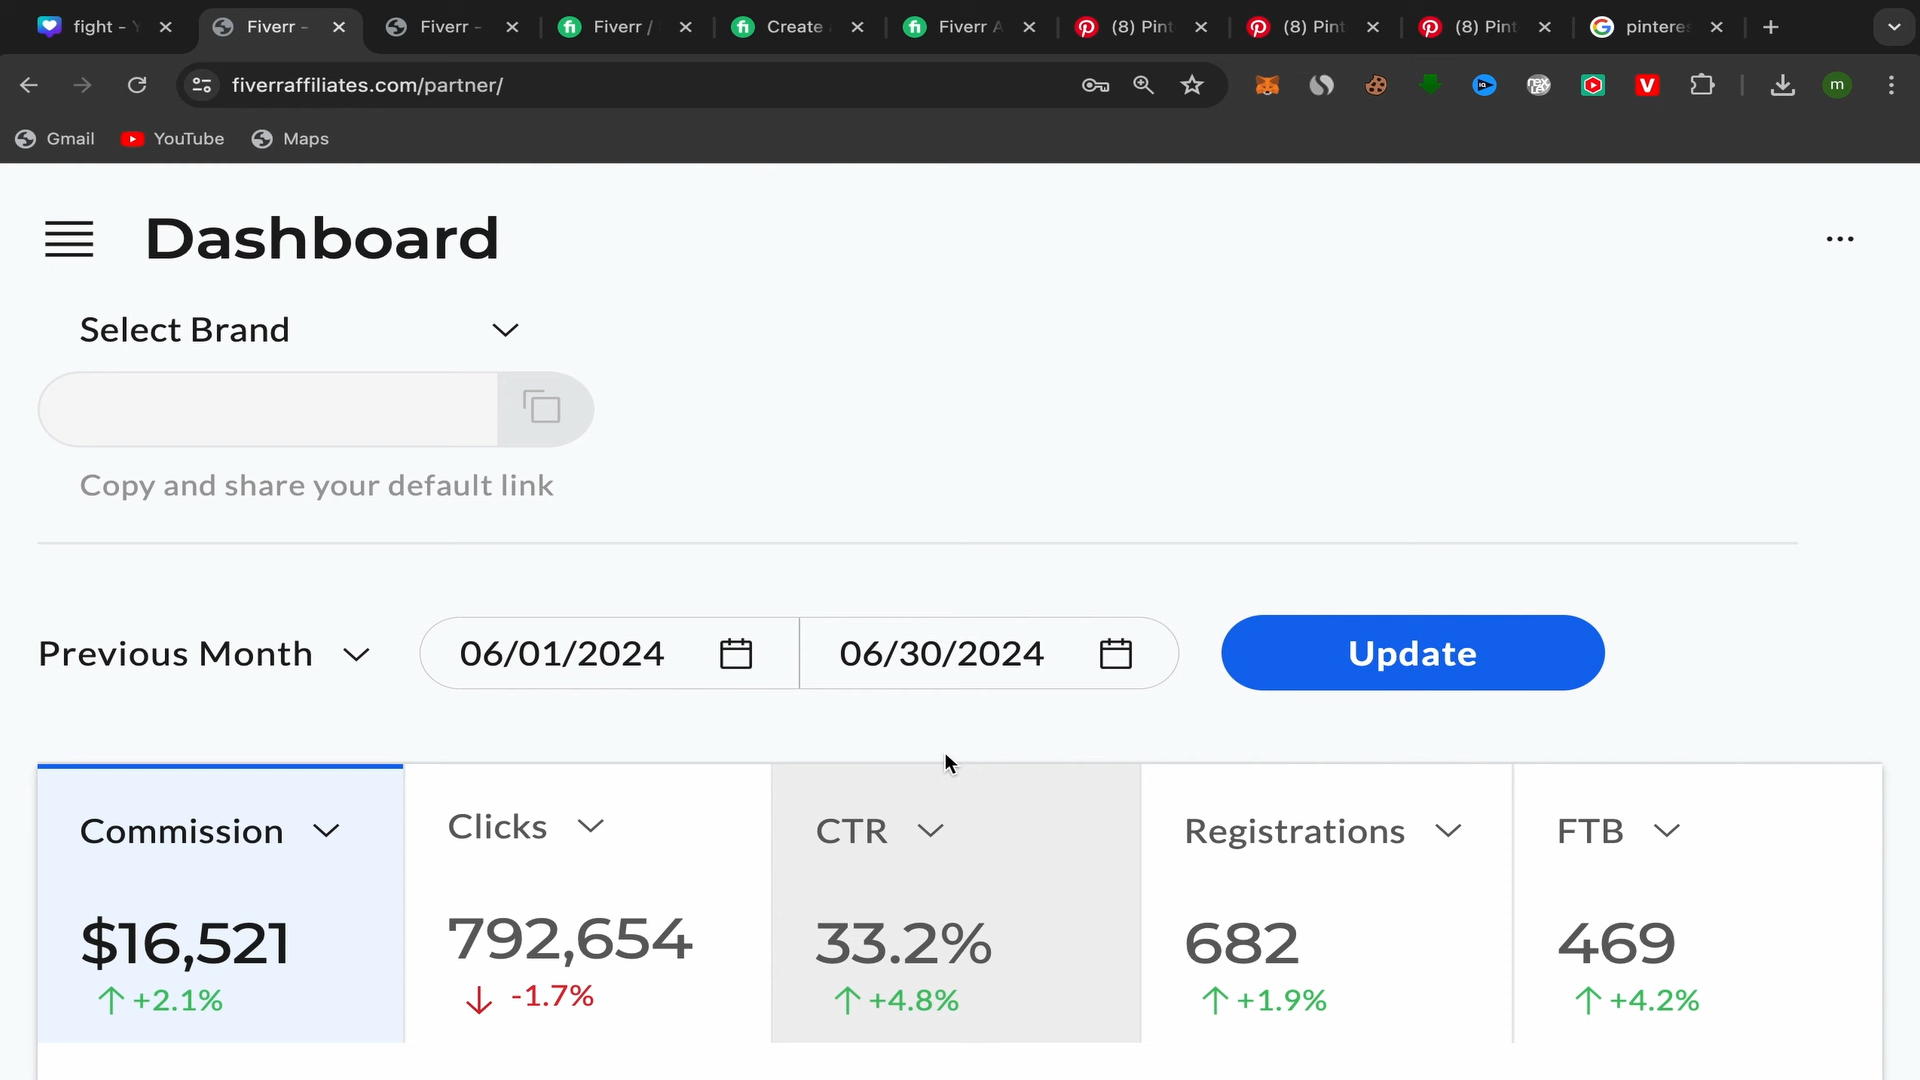 fight -
Fiverr -
Fiverr -
Fiverr /
Create
Fiverr A
(8) Pint
(8) Pint
(8) Pint
pinteres
fiverraffiliates.com/partner/
m
Gmail
YouTube
Maps
Dashboard
Select Brand
Copy and share your default link
Previous Month
06/01/2024
06/30/2024
Update
Commission
Clicks
CTR
Registrations
FTB
$16,521
792,654
33.2%
682
469
+2.1%
-1.7%
+4.8%
+1.9%
+4.2%